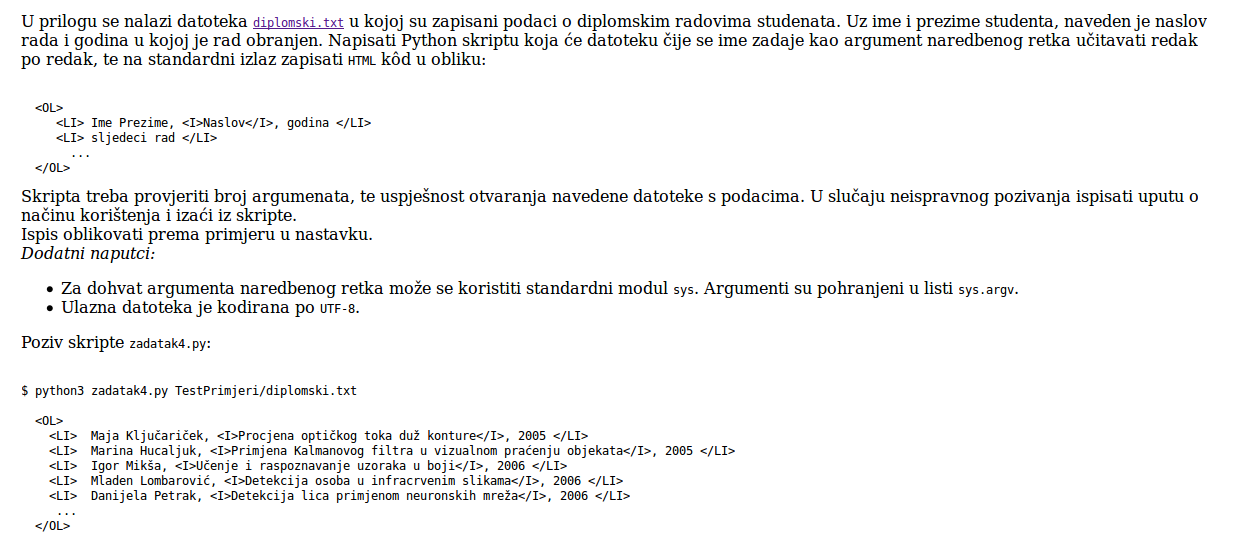 U prilogu se nalazi datoteka diplomski.txt u kojoj su zapisani podaci o diplomskim radovima studenata. Uz ime i prezime studenta, naveden je naslov
rada i godina u kojoj je rad obranjen. Napisati Python skriptu koja će datoteku čije se ime zadaje kao argument naredbenog retka učitavati redak
po redak, te na standardni izlaz zapisati HTML kôd u obliku:
<OL>
<LI> Ime Prezime, <I>Naslov</I>, godina </LI>
<LI> sljedeci rad </LI>
...
</OL>
Skripta treba provjeriti broj argumenata, te uspješnost otvaranja navedene datoteke s podacima. U slučaju neispravnog pozivanja ispisati uputu o
načinu korištenja i izaći iz skripte.
Ispis oblikovati prema primjeru u nastavku.
Dodatni naputci:
• Za dohvat argumenta naredbenog retka može se koristiti standardni modul sys. Argumenti su pohranjeni u listi sys.argv.
• Ulazna datoteka je kodirana po UTF-8.
Poziv skripte zadatak4.py:
$ python3 zadatak4.py TestPrimjeri/diplomski.txt
<OL>
<LI>  Maja Ključariček, <I>Procjena optičkog toka duž konture</I>, 2005 </LI>
<LI>  Marina Hucaljuk, <I>Primjena Kalmanovog filtra u vizualnom praćenju objekata</I>, 2005 </LI>
<LI>  Igor Mikša, <I>Učenje i raspoznavanje uzoraka u boji</I>, 2006 </LI>
<LI>  Mladen Lombarović, <I>Detekcija osoba u infracrvenim slikama</I>, 2006 </LI>
<LI>  Danijela Petrak, <I>Detekcija lica primjenom neuronskih mreža</I>, 2006 </LI>
...
</OL>